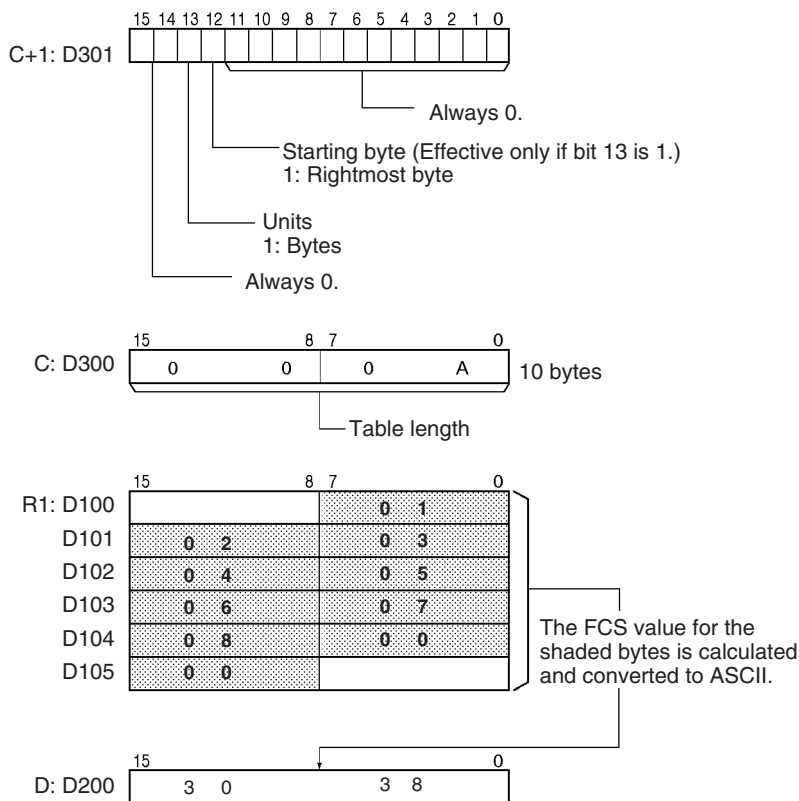 15 14 13 12 11 10 9 8 7 6 5 4 3 2 1 0
C+1: D301
Always 0.
Starting byte (Effective only if bit 13 is 1.)
1: Rightmost byte
Units
1: Bytes
Always 0.
15 8 7 0
C: D300 0 0 0 A 10 bytes
Table length
15 8 7 0
R1: D100 0 1
D101 0 2 0 3
D102 0 4 0 5
D103 0 6 0 7
D104 0 8 0 0
D105 0 0
The FCS value for the
shaded bytes is calculated
and converted to ASCII.
15 0
D: D200 3 0 3 8